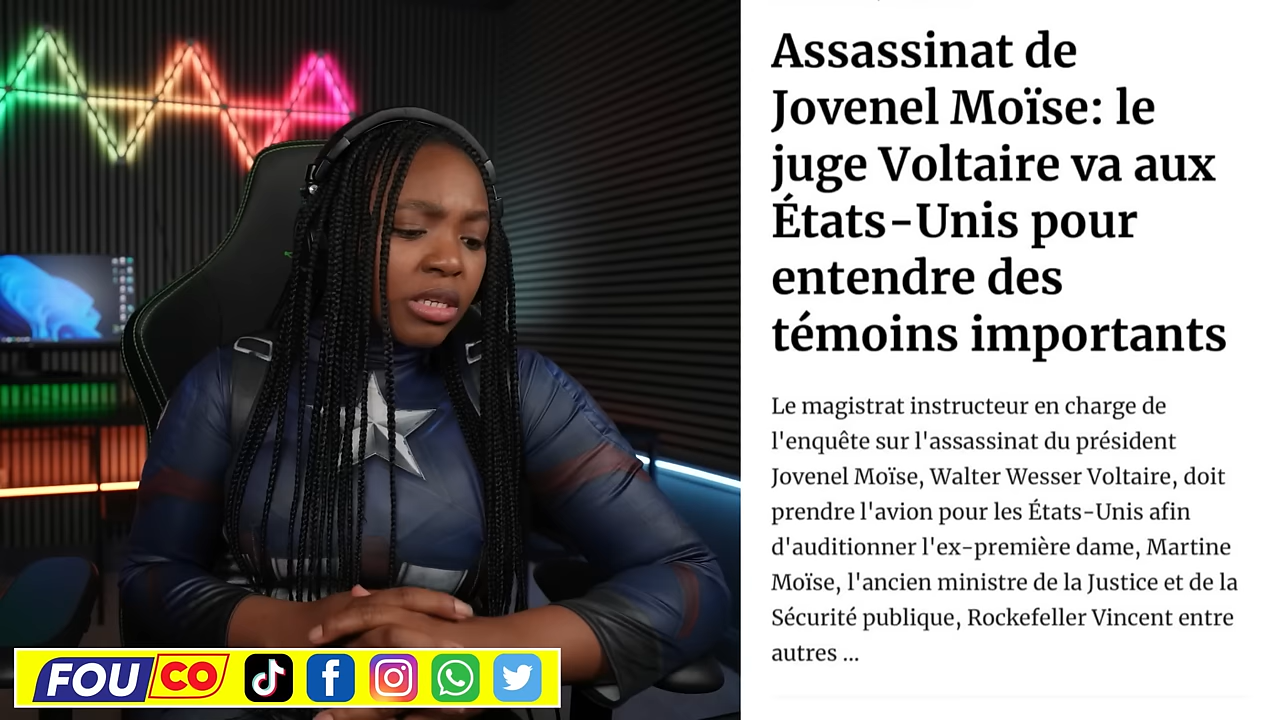 Assassinat de
Jovenel Moïse: le
juge Voltaire va aux
États-Unis pour
entendre des
témoins importants
Le magistrat instructeur en charge de
l'enquête sur l'assassinat du président
Jovenel Moïse, Walter Wesser Voltaire, doit
prendre l'avion pour les États-Unis afin
d'auditionner l'ex-première dame, Martine
Moïse, l'ancien ministre de la Justice et de la
Sécurité publique, Rockefeller Vincent entre
autres ...
FOUCO